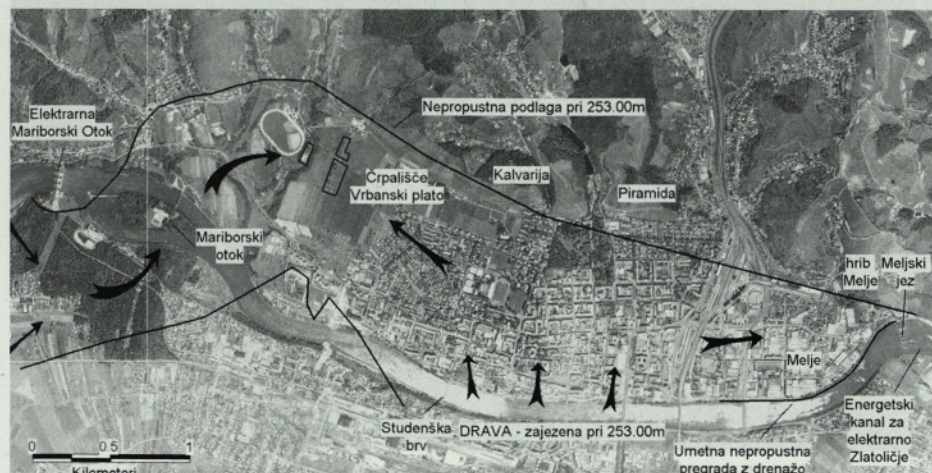 Elektrarna
Mariborski Otok
Nepropustna podlaga pri 253.00m
Črpališče
Vrbanski plato
Kalvarija
Piramida
Mariborski
otok
hrib
Melje
Meljski
jez
Melje
Studenška
brv
DRAVA - zajezena pri 253.00m
Umetna nepropustna
pregrada z drenažo
Energetski
kanal za
elektrarno
Zlatoličje
0 0.5 1
Kilometri